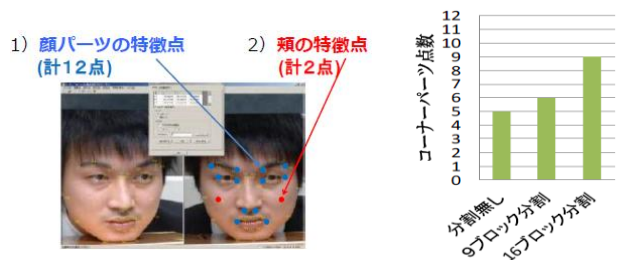 1）顔パーツの特徴点
(計12点)
2）頬の特徴点
(計2点)
コーナーパーツ点数
12
11
10
9
8
7
6
5
4
3
2
1
0
分割無し
9ブロック分割
16ブロック分割